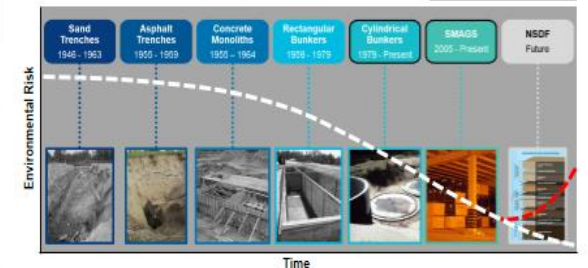 Sand
Trenches
1946 - 1963
Asphalt
Trenches
1955 - 1959
Concrete
Monoliths
1955 – 1964
Rectangular
Bunkers
1959 - 1979
Cylindrical
Bunkers
1979 - Present
SMAGS
2005 - Present
NSDF
Future
Environmental Risk
Time